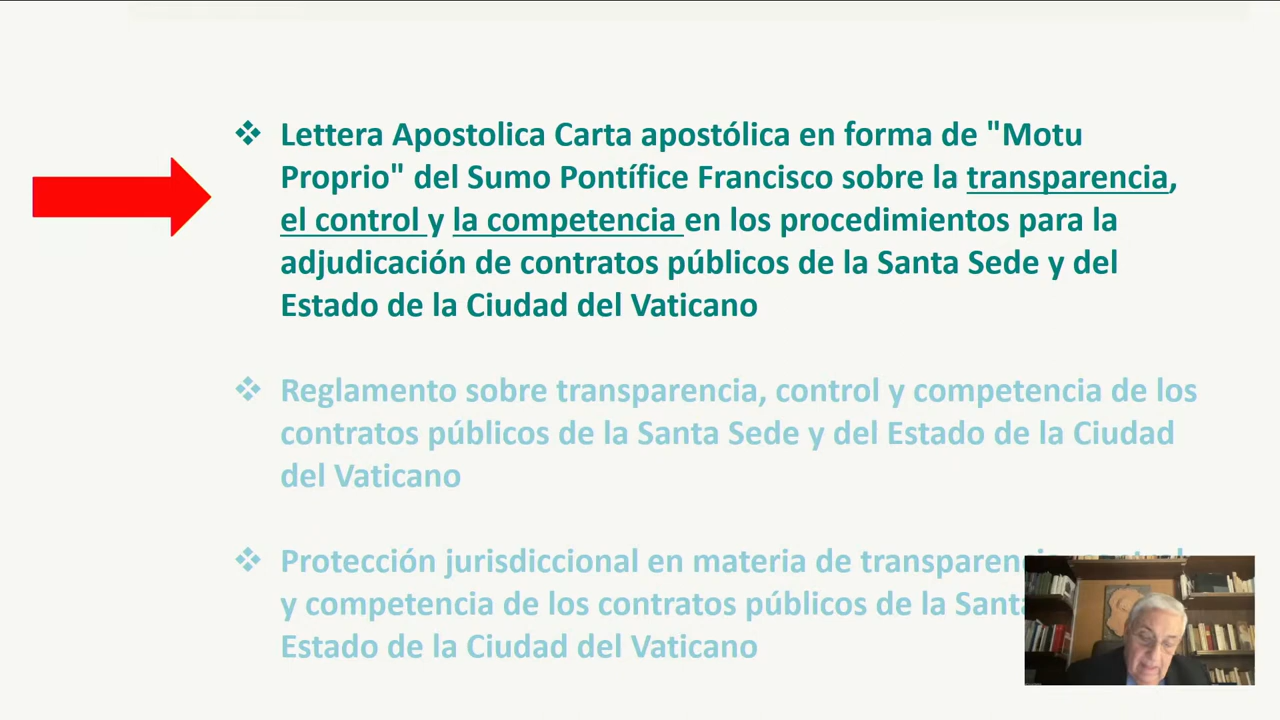 Lettera Apostolica Carta apostólica en forma de "Motu
Proprio" del Sumo Pontífice Francisco sobre la transparencia,
el control y la competencia en los procedimientos para la
adjudicación de contratos públicos de la Santa Sede y del
Estado de la Ciudad del Vaticano
Reglamento sobre transparencia, control y competencia de los
contratos públicos de la Santa Sede y del Estado de la Ciudad
del Vaticano
Protección jurisdiccional en materia de
y competencia de los contratos públicos de la
Estado de la Ciudad del Vaticano